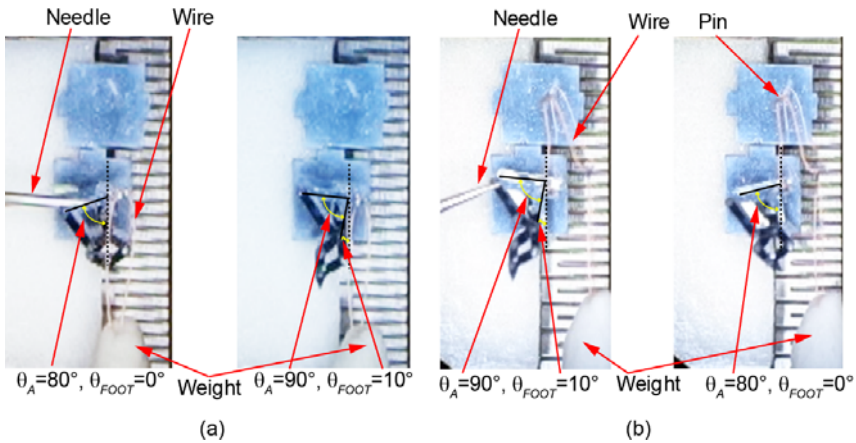 Needle Wire
Needle Wire Pin
θA=80°, θFOOT=0° Weight θA=90°, θFOOT=10°
θA=90°, θFOOT=10° Weight θA=80°, θFOOT=0°
(a) (b)